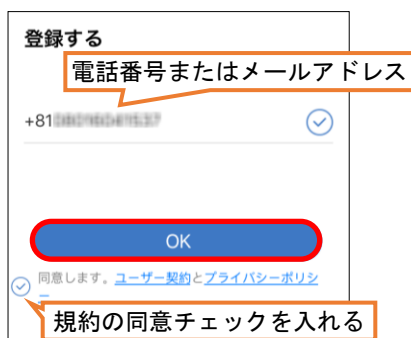 登録する
電話番号またはメールアドレス
+81
OK
同意します。ユーザー契約とプライバシーポリシ
ー
規約の同意チェックを入れる